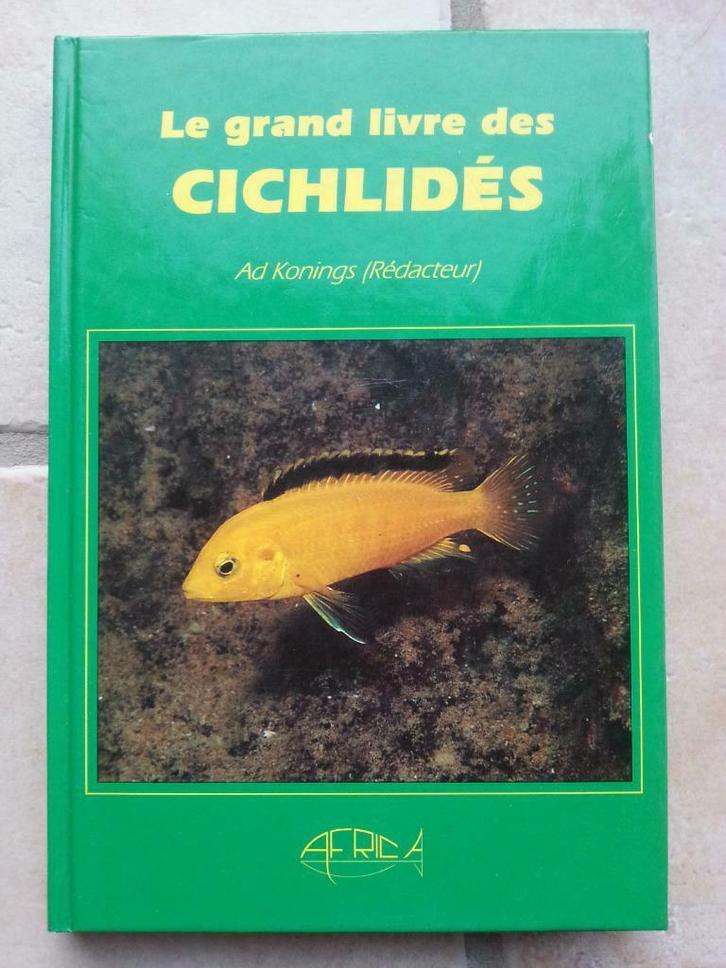 Le grand livre des
CICHLIDÉS
Ad Konings (Rédacteur)
AFRICA